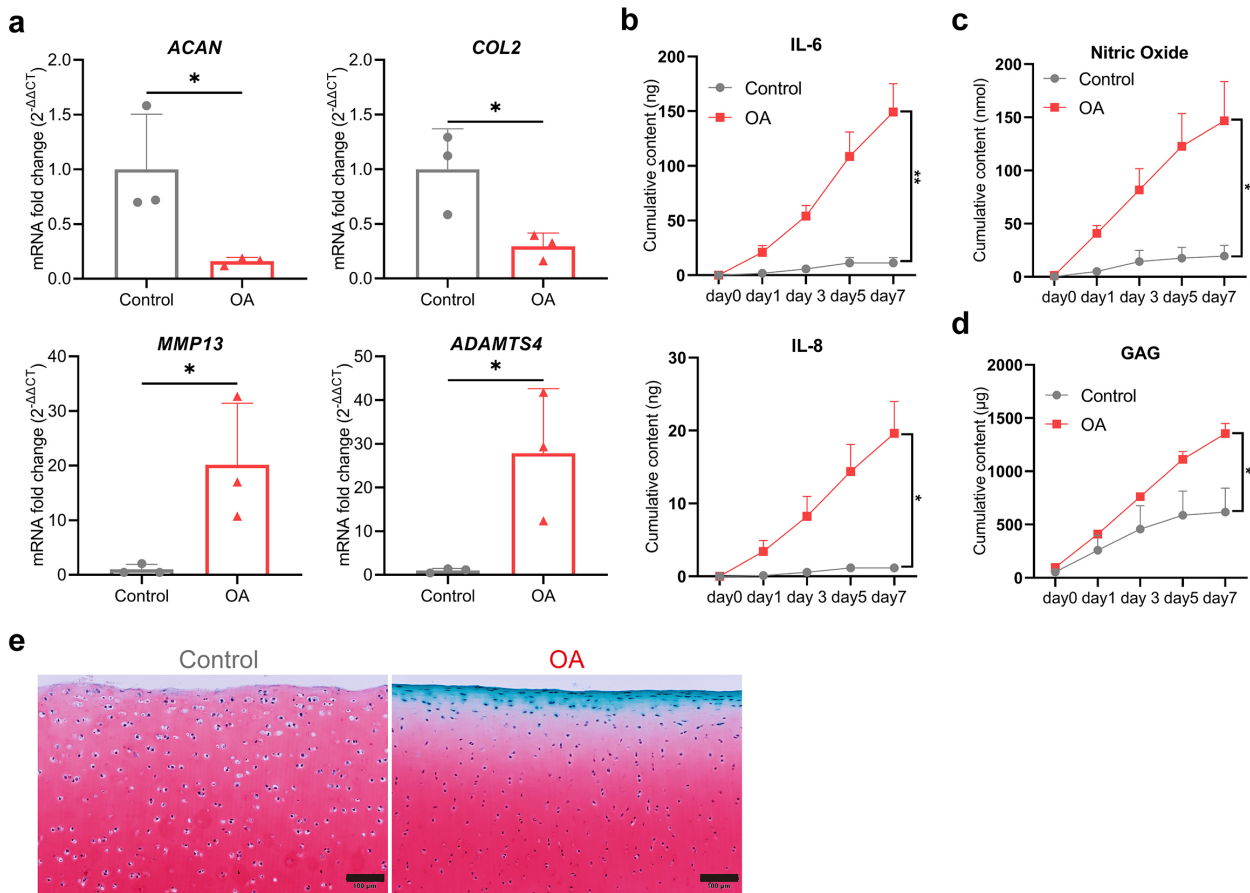 a
ACAN
mRNA fold change (2-ΔΔCT)
2.0
1.5
1.0
0.5
0.0
*
Control
OA
COL2
mRNA fold change (2-ΔΔCT)
2.0
1.5
1.0
0.5
0.0
*
Control
OA
MMP13
mRNA fold change (2-ΔΔCT)
40
30
20
10
0
*
Control
OA
ADAMTS4
mRNA fold change (2-ΔΔCT)
50
40
30
20
10
0
*
Control
OA
b
IL-6
Cumulative content (ng)
200
150
100
50
0
Control
OA
**
day0 day1 day 3 day5 day7
IL-8
Cumulative content (ng)
30
20
10
0
*
day0 day1 day 3 day5 day7
c
Nitric Oxide
Cumulative content (nmol)
200
150
100
50
0
Control
OA
*
day0 day1 day 3 day5 day7
d
GAG
Cumulative content (µg)
2000
1500
1000
500
0
Control
OA
*
day0 day1 day 3 day5 day7
e
Control
OA
100 µm
100 µm